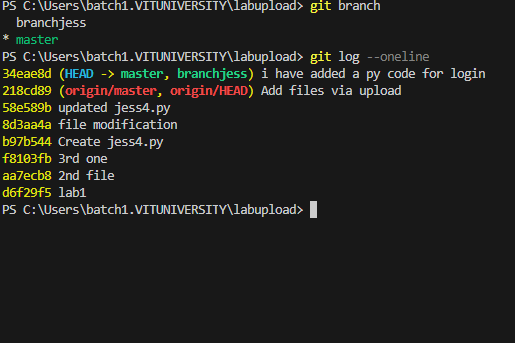 PS C:\Users\batch1.VITUNIVERSITY\labupload> git branch
  branchjess
* master
PS C:\Users\batch1.VITUNIVERSITY\labupload> git log --oneline
34eae8d (HEAD -> master, branchjess) i have added a py code for login
218cd89 (origin/master, origin/HEAD) Add files via upload
58e589b updated jess4.py
8d3aa4a file modification
b97b544 Create jess4.py
f8103fb 3rd one
aa7ecb8 2nd file
d6f29f5 lab1
PS C:\Users\batch1.VITUNIVERSITY\labupload>